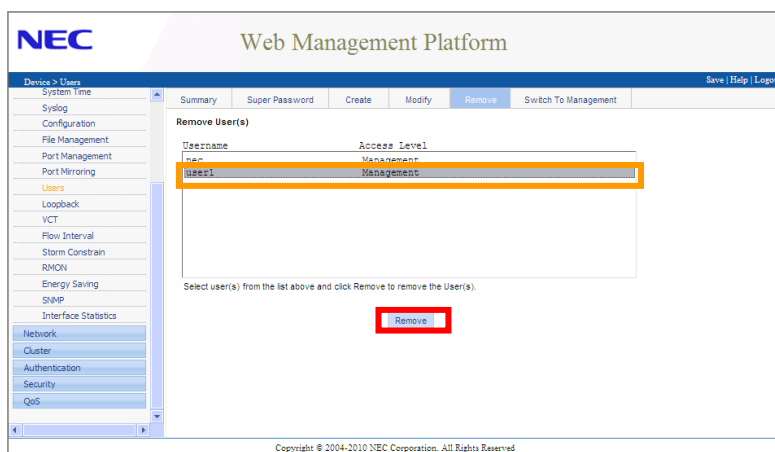 NEC
Web Management Platform
Device > Users
Save | Help | Logou
System Time
Syslog
Configuration
File Management
Port Management
Port Mirroring
Users
Loopback
VCT
Flow Interval
Storm Constrain
RMON
Energy Saving
SNMP
Interface Statistics
Network
Cluster
Authentication
Security
QoS
Summary Super Password Create Modify Remove Switch To Management
Remove User(s)
Username Access Level
nec Management
user1 Management
Select user(s) from the list above and click Remove to remove the User(s).
Remove
Copyright © 2004-2010 NEC Corporation. All Rights Reserved